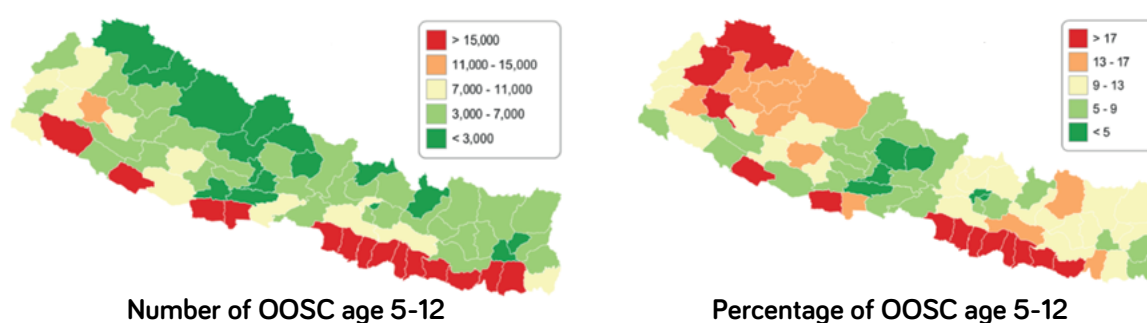 > 15,000
11,000 - 15,000
7,000 - 11,000
3,000 - 7,000
< 3,000
Number of OOSC age 5-12
> 17
13 - 17
9 - 13
5 - 9
< 5
Percentage of OOSC age 5-12